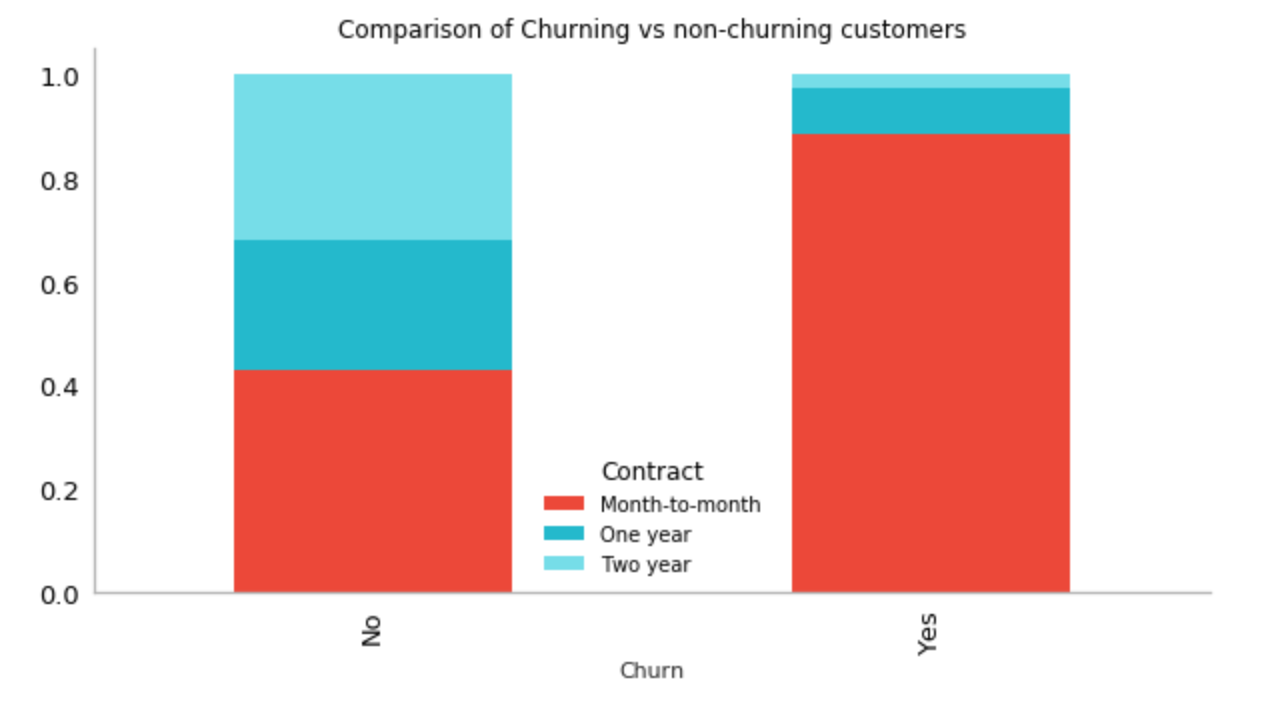 Comparison of Churning vs non-churning customers
1.0
0.8
0.6
0.4
0.2
0.0
Contract
Month-to-month
One year
Two year
No
Yes
Churn